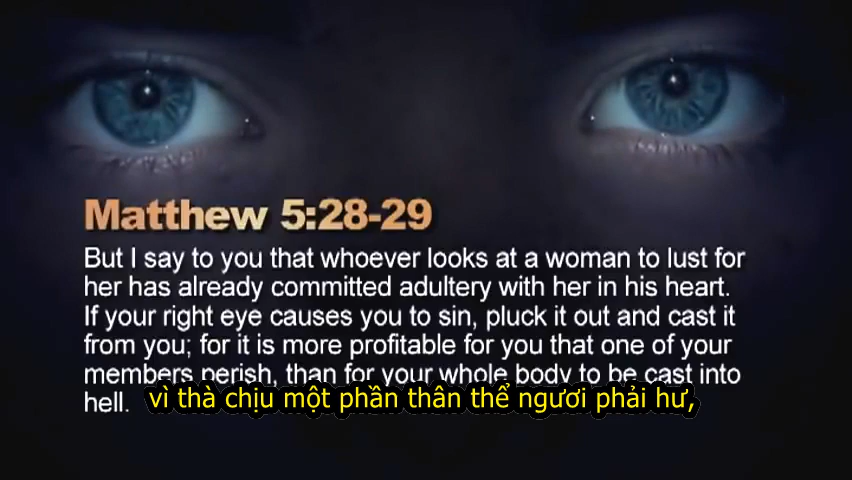 Matthew 5:28-29
But I say to you that whoever looks at a woman to lust for
her has already committed adultery with her in his heart.
If your right eye causes you to sin, pluck it out and cast it
from you; for it is more profitable for you that one of your
members perish, than for your whole body to be cast into
hell.
vì thà chịu một phần thân thể ngươi phải hư,